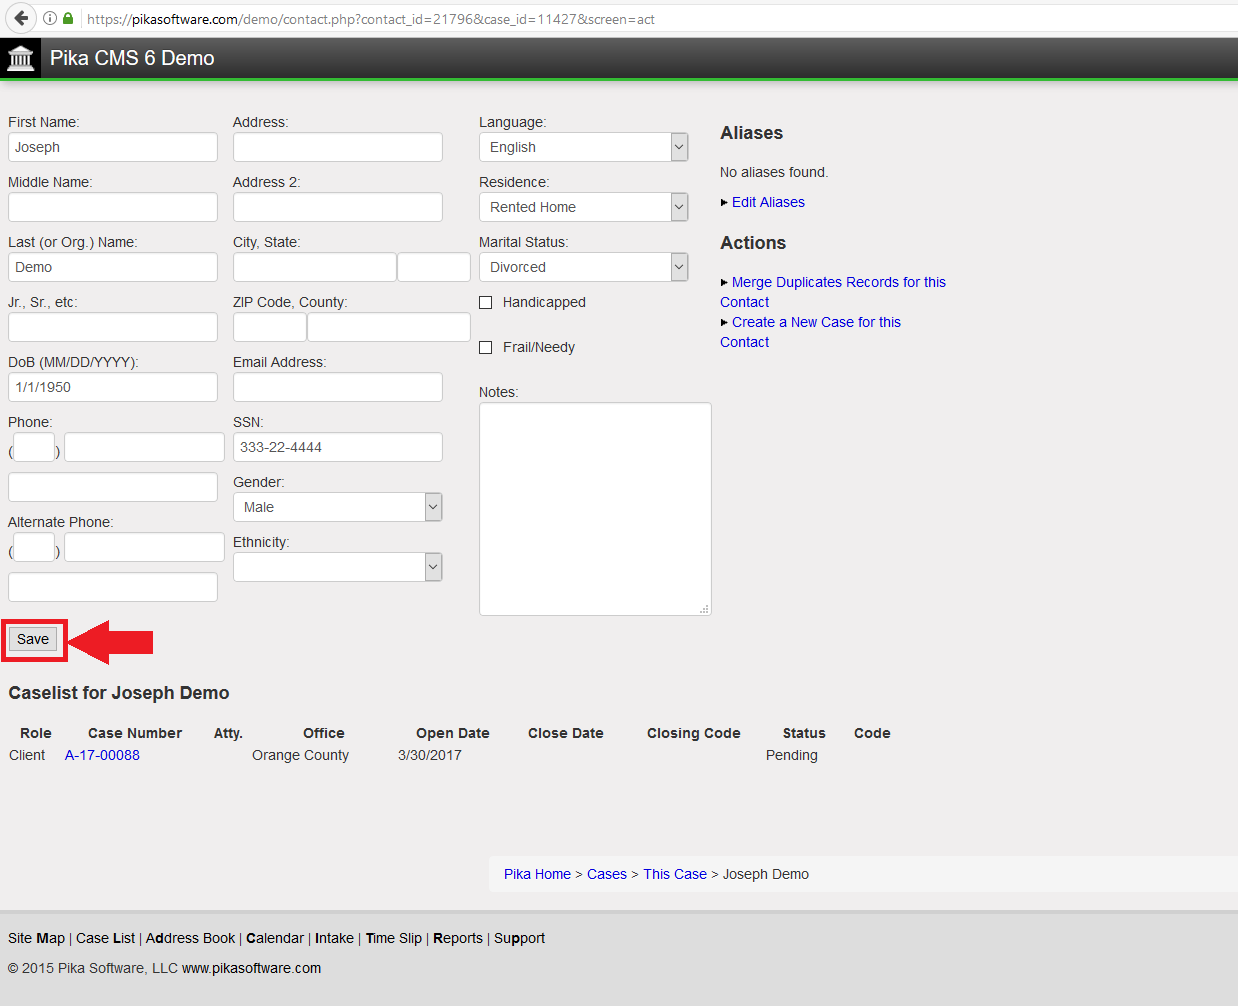 https://pikasoftware.com/demo/contact.php?contact_id=21796&case_id=11427&screen=act
Pika CMS 6 Demo
First Name:
Joseph
Middle Name:
Last (or Org.) Name:
Demo
Jr., Sr., etc:
DoB (MM/DD/YYYY):
1/1/1950
Phone:
( )
Alternate Phone:
( )
Address:
Address 2:
City, State:
ZIP Code, County:
Email Address:
SSN:
333-22-4444
Gender:
Male
Ethnicity:
Language:
English
Residence:
Rented Home
Marital Status:
Divorced
Handicapped
Frail/Needy
Notes:
Aliases
No aliases found.
Edit Aliases
Actions
Merge Duplicates Records for this
Contact
Create a New Case for this
Contact
Save
Caselist for Joseph Demo
Role Case Number Atty. Office Open Date Close Date Closing Code Status Code
Client A-17-00088 Orange County 3/30/2017 Pending
Pika Home > Cases > This Case > Joseph Demo
Site Map | Case List | Address Book | Calendar | Intake | Time Slip | Reports | Support
© 2015 Pika Software, LLC www.pikasoftware.com